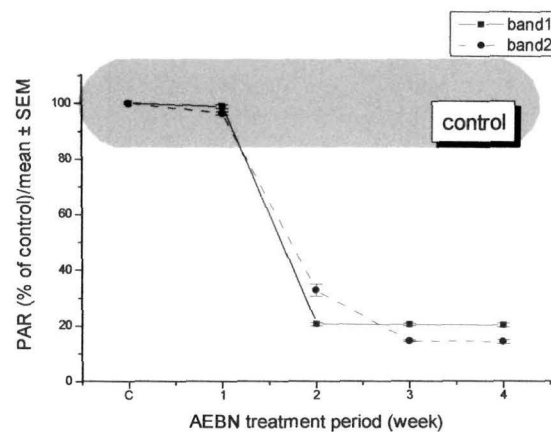 band1
band2
control
PAR (% of control)/mean ± SEM
100
80
60
40
20
0
C
1
2
3
4
AEBN treatment period (week)